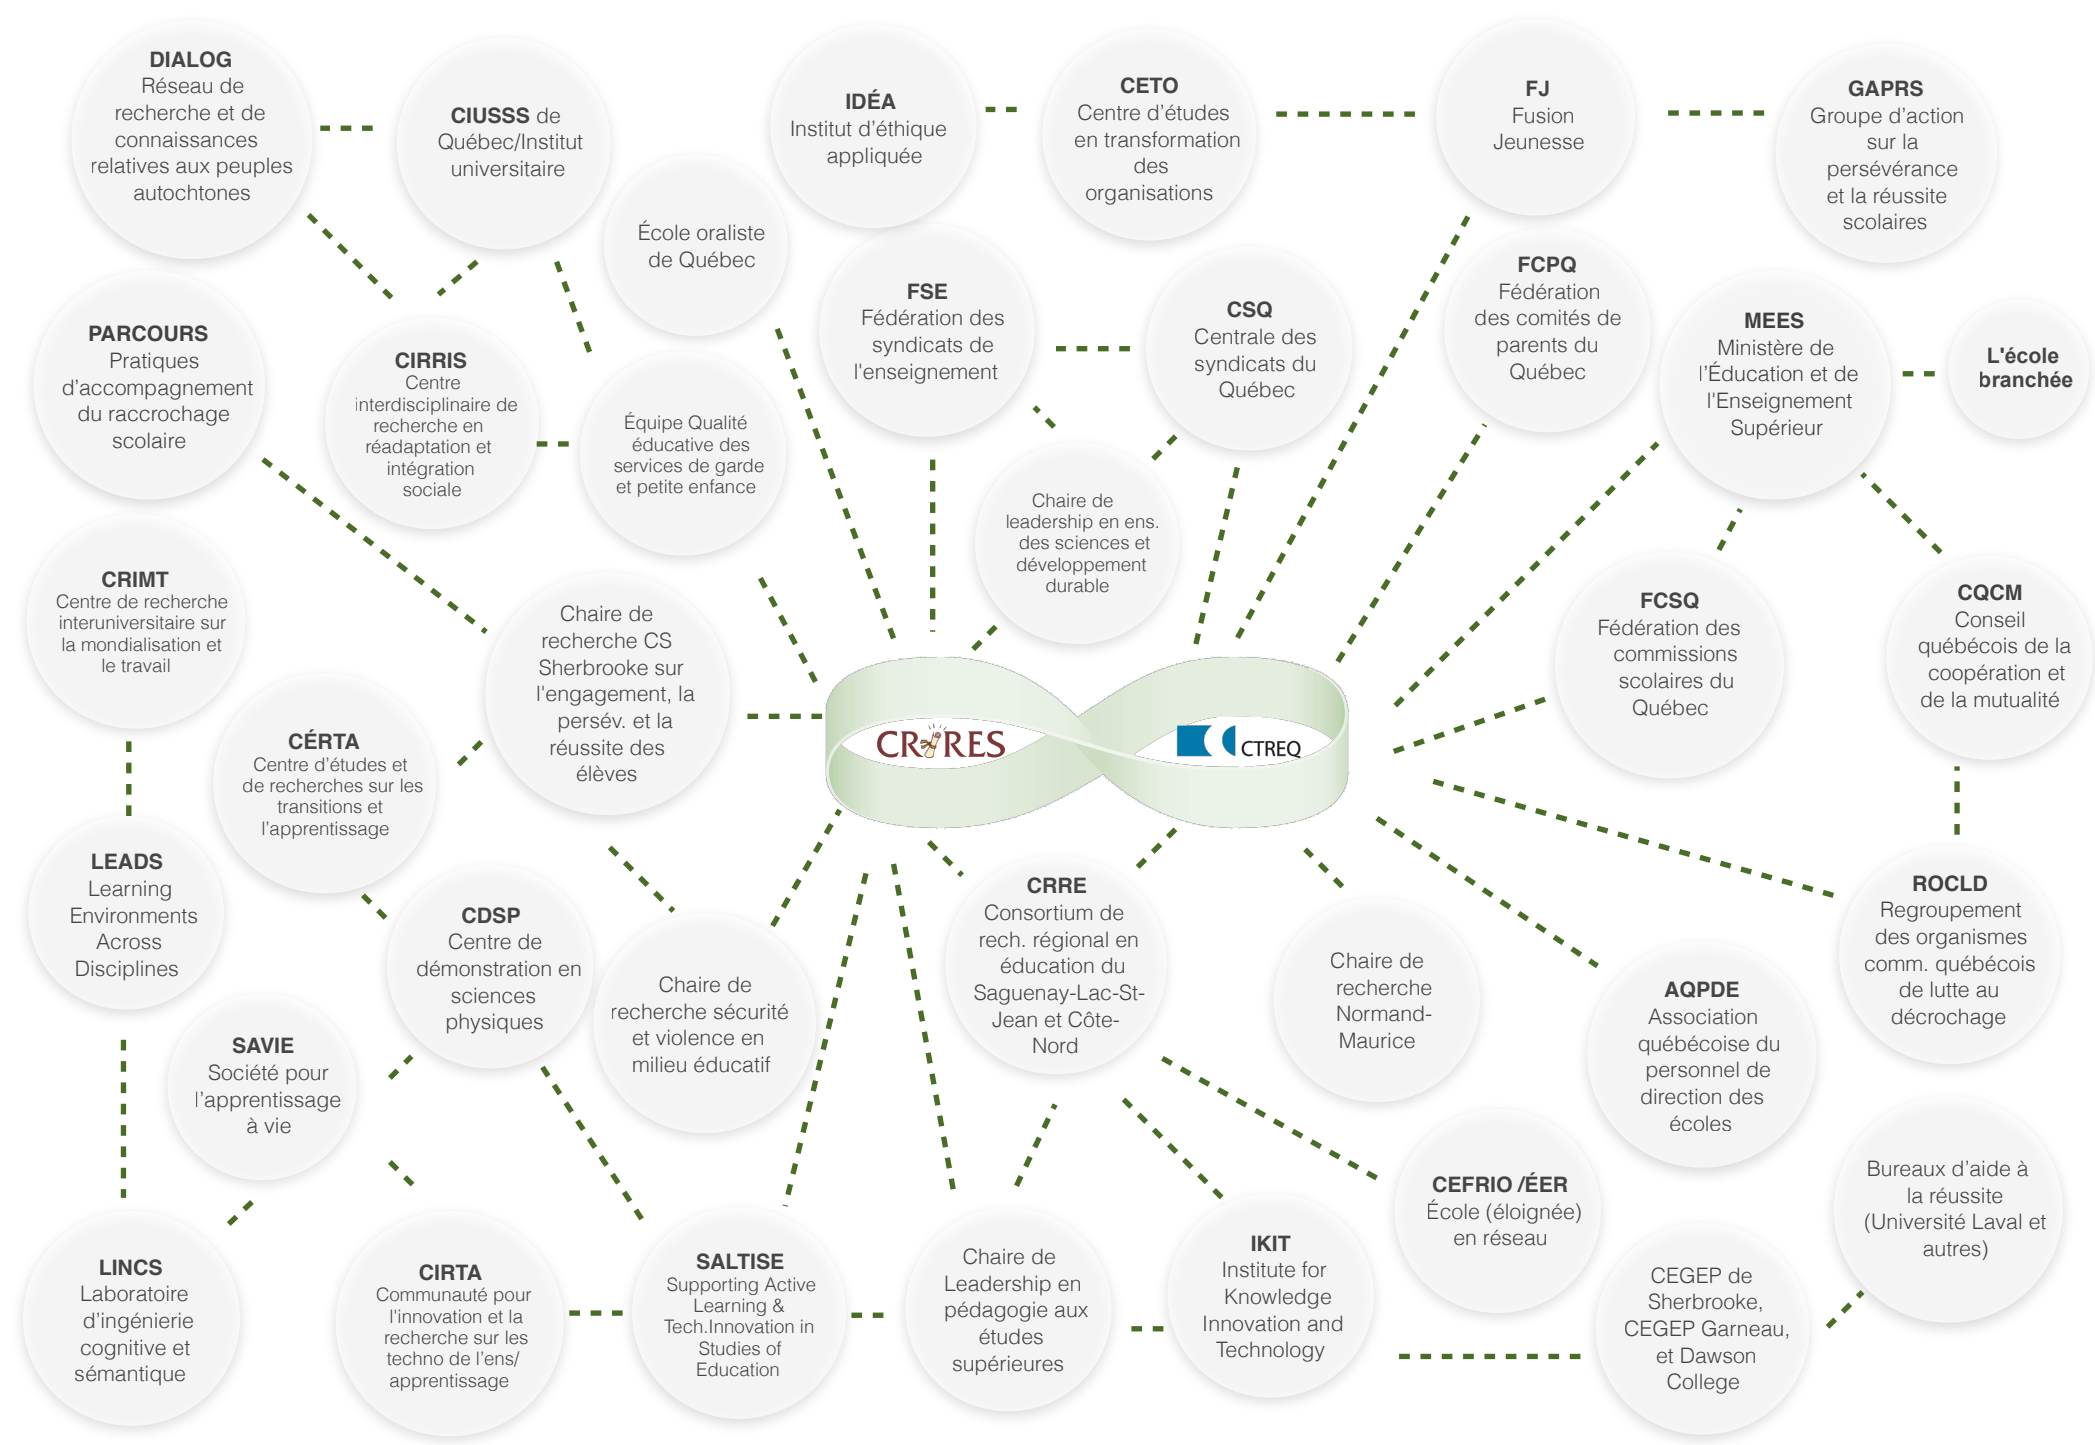 DIALOG
Réseau de
recherche et de
connaissances
relatives aux peuples
autochtones
CIUSSS de
Québec/Institut
universitaire
École oraliste
de Québec
IDÉA
Institut d'éthique
appliquée
CETO
Centre d'études
en transformation
des
organisations
FJ
Fusion
Jeunesse
GAPRS
Groupe d'action
sur la
persévérance
et la réussite
scolaires
PARCOURS
Pratiques
d'accompagnement
du raccrochage
scolaire
CIRRIS
Centre
interdisciplinaire de
recherche en
réadaptation et
intégration
sociale
Équipe Qualité
éducative des
services de garde
et petite enfance
FSE
Fédération des
syndicats de
l'enseignement
CSQ
Centrale des
syndicats du
Québec
FCPQ
Fédération
des comités de
parents du
Québec
MEES
Ministère de
l'Éducation et de
l'Enseignement
Supérieur
L'école
branchée
Chaire de
leadership en ens.
des sciences et
développement
durable
CRIMT
Centre de recherche
interuniversitaire sur
la mondialisation et
le travail
Chaire de
recherche CS
Sherbrooke sur
l'engagement, la
persév. et la
réussite des
élèves
FCSQ
Fédération des
commissions
scolaires du
Québec
CQCM
Conseil
québécois de la
coopération et
de la mutualité
CÉRTA
Centre d'études et
de recherches sur les
transitions et
l'apprentissage
CRIRES
CTREQ
LEADS
Learning
Environments
Across
Disciplines
CDSP
Centre de
démonstration en
sciences
physiques
Chaire de
recherche sécurité
et violence en
milieu éducatif
CRRE
Consortium de
rech. régional en
éducation du
Saguenay-Lac-St-
Jean et Côte-
Nord
Chaire de
recherche
Normand-
Maurice
AQPDE
Association
québécoise du
personnel de
direction des
écoles
ROCLD
Regroupement
des organismes
comm. québécois
de lutte au
décrochage
SAVIE
Société pour
l'apprentissage
à vie
LINCS
Laboratoire
d'ingénierie
cognitive et
sémantique
CIRTA
Communauté pour
l'innovation et la
recherche sur les
techno de l'ens/
apprentissage
SALTISE
Supporting Active
Learning &
Tech.Innovation in
Studies of
Education
Chaire de
Leadership en
pédagogie aux
études
supérieures
IKIT
Institute for
Knowledge
Innovation and
Technology
CEFRIO /ÉER
École (éloignée)
en réseau
CEGEP de
Sherbrooke,
CEGEP Garneau,
et Dawson
College
Bureaux d'aide à
la réussite
(Université Laval et
autres)